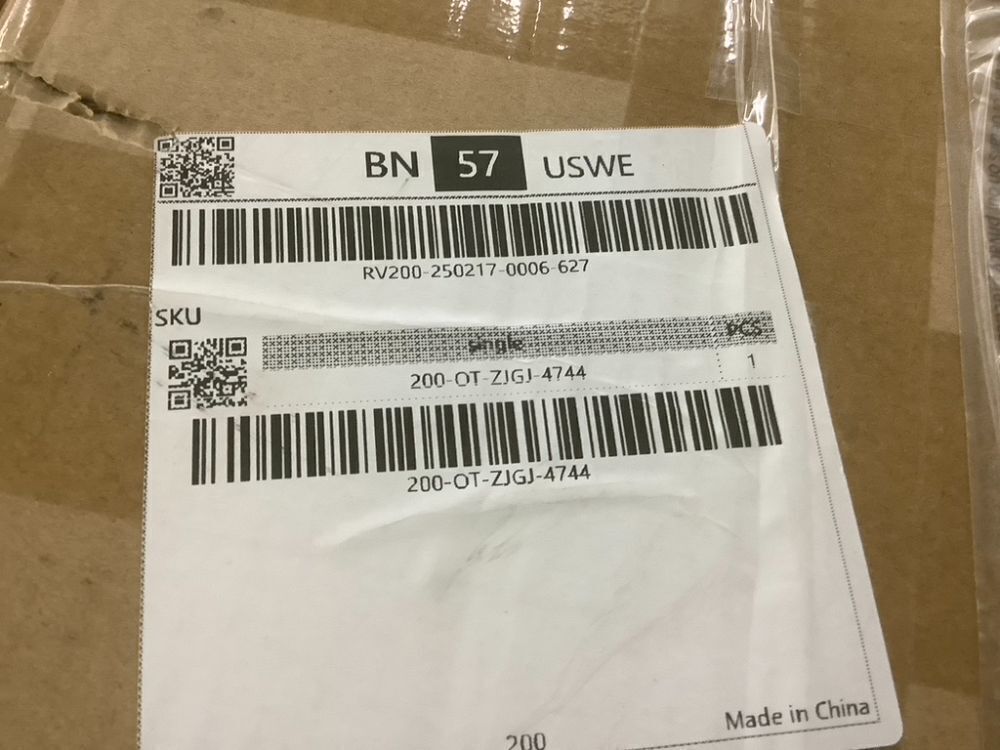 BN 57 USWE
RV200-250217-0006-627
SKU
single PCS
200-OT-ZJGJ-4744 1
200-OT-ZJGJ-4744
200
Made in China